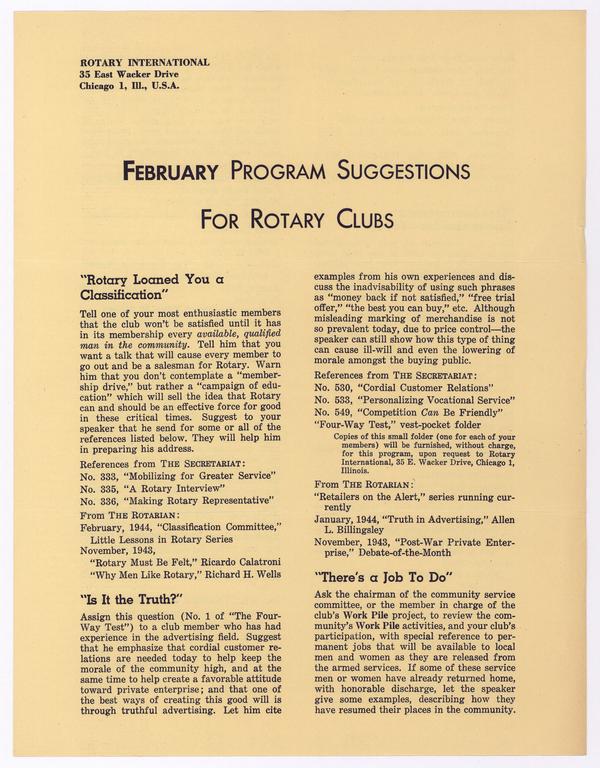 ROTARY INTERNATIONAL
35 East Wacker Drive
Chicago 1, Ill., U.S.A.
FEBRUARY PROGRAM SUGGESTIONS
FOR ROTARY CLUBS
"Rotary Loaned You a
Classification"
Tell one of your most enthusiastic members
that the club won't be satisfied until it has
in its membership every available, qualified
man in the community. Tell him that you
want a talk that will cause every member to
go out and be a salesman for Rotary. Warn
him that you don't contemplate a "member-
ship drive," but rather a "campaign of edu-
cation" which will sell the idea that Rotary
can and should be an effective force for good
in these critical times. Suggest to your
speaker that he send for some or all of the
references listed below. They will help him
in preparing his address.
References from THE SECRETARIAT:
No. 333, "Mobilizing for Greater Service"
No. 335, "A Rotary Interview"
No. 336, "Making Rotary Representative"
From THE ROTARIAN:
February, 1944, "Classification Committee,"
Little Lessons in Rotary Series
November, 1943,
"Rotary Must Be Felt," Ricardo Calatroni
"Why Men Like Rotary," Richard H. Wells
"Is It the Truth?"
Assign this question (No. 1 of "The Four-
Way Test") to a club member who has had
experience in the advertising field. Suggest
that he emphasize that cordial customer re-
lations are needed today to help keep the
morale of the community high, and at the
same time to help create a favorable attitude
toward private enterprise; and that one of
the best ways of creating this good will is
through truthful advertising. Let him cite
examples from his own experiences and dis-
cuss the inadvisability of using such phrases
as "money back if not satisfied," "free trial
offer," "the best you can buy," etc. Although
misleading marking of merchandise is not
so prevalent today, due to price control—the
speaker can still show how this type of thing
can cause ill-will and even the lowering of
morale amongst the buying public.
References from THE SECRETARIAT:
No. 530, "Cordial Customer Relations"
No. 533, "Personalizing Vocational Service"
No. 549, "Competition Can Be Friendly"
"Four-Way Test," vest-pocket folder
Copies of this small folder (one for each of your
members) will be furnished, without charge,
for this program, upon request to Rotary
International, 35 E. Wacker Drive, Chicago 1,
Illinois.
From THE ROTARIAN:
"Retailers on the Alert," series running cur-
rently
January, 1944, "Truth in Advertising," Allen
L. Billingsley
November, 1943, "Post-War Private Enter-
prise," Debate-of-the-Month
"There's a Job To Do"
Ask the chairman of the community service
committee, or the member in charge of the
club's Work Pile project, to review the com-
munity's Work Pile activities, and your club's
participation, with special reference to per-
manent jobs that will be available to local
men and women as they are released from
the armed services. If some of these service
men or women have already returned home,
with honorable discharge, let the speaker
give some examples, describing how they
have resumed their places in the community.